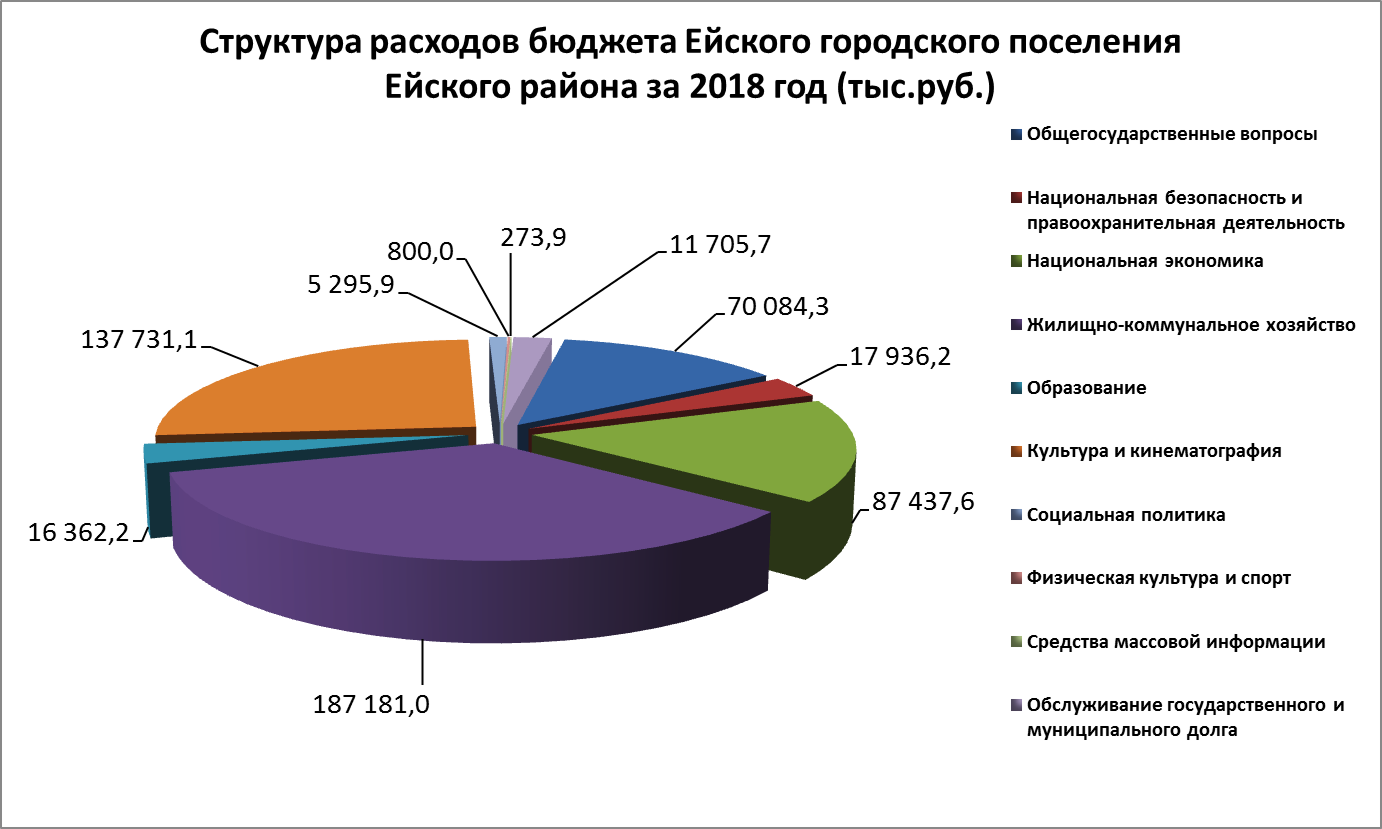 Структура расходов бюджета Ейского городского поселения
Ейского района за 2018 год (тыс.руб.)
273,9
11 705,7
800,0
5 295,9
70 084,3
137 731,1
17 936,2
87 437,6
16 362,2
187 181,0
Общегосударственные вопросы
Национальная безопасность и
правоохранительная деятельность
Национальная экономика
Жилищно-коммунальное хозяйство
Образование
Культура и кинематография
Социальная политика
Физическая культура и спорт
Средства массовой информации
Обслуживание государственного и
муниципального долга